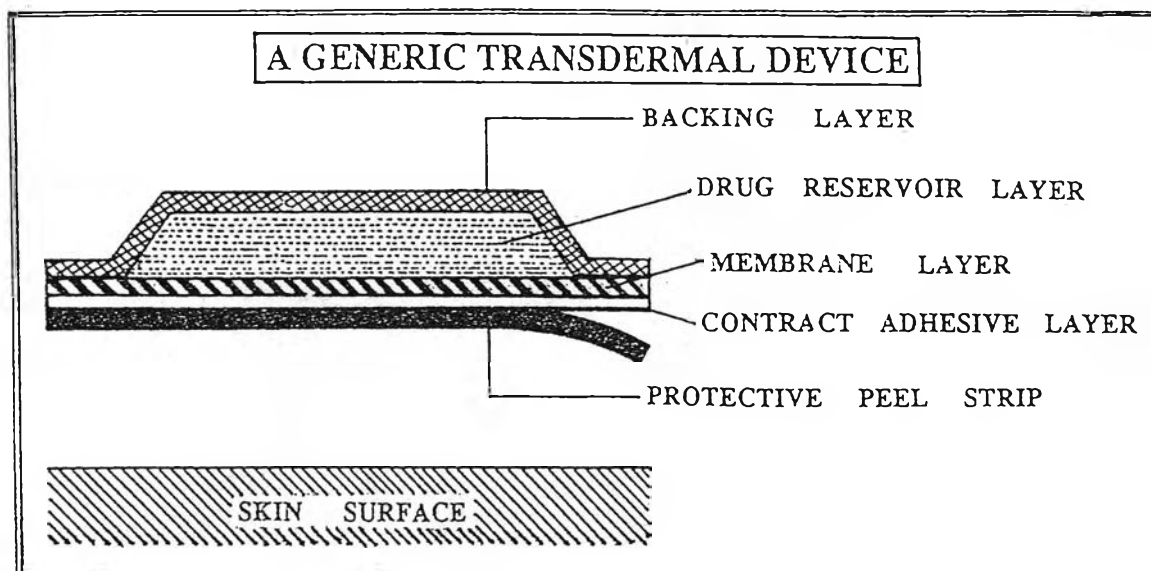 A GENERIC TRANSDERMAL DEVICE
BACKING LAYER
DRUG RESERVOIR LAYER
MEMBRANE LAYER
CONTRACT ADHESIVE LAYER
PROTECTIVE PEEL STRIP
SKIN SURFACE